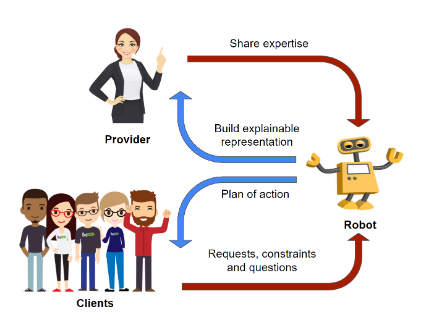 Share expertise
Provider
Build explainable
representation
Plan of action
Robot
Requests, constraints
and questions
Clients